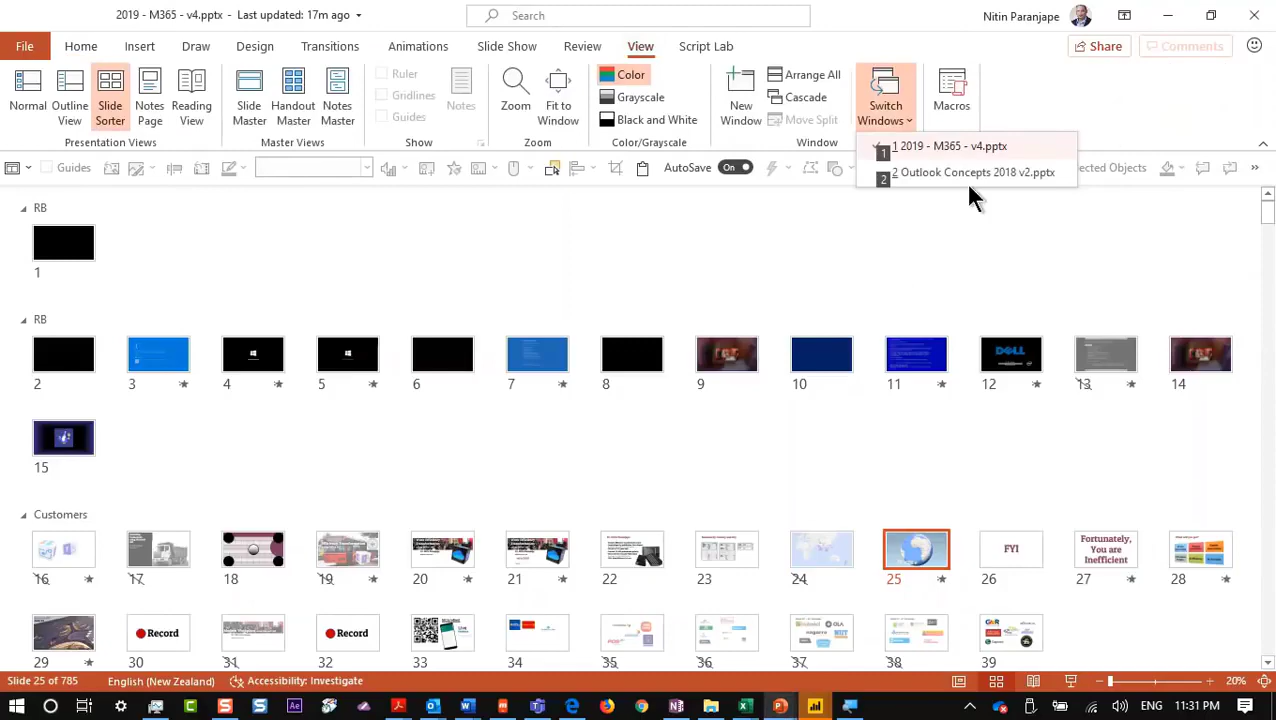 2019 - M365 - v4.pptx • Last updated: 17m ago
Search
Nitin Paranjape
File Home Insert Draw Design Transitions Animations Slide Show Review View Script Lab Share Comments
Normal
Outline View
Slide Sorter
Notes Page
Reading View
Presentation Views
Slide Master
Handout Master
Notes Master
Master Views
Ruler
Gridlines
Guides
Notes
Show
Zoom
Fit to Window
Zoom
Color
Grayscale
Black and White
Color/Grayscale
New Window
Arrange All
Cascade
Move Split
Switch Windows
Window
Macros
1 1 2019 - M365 - v4.pptx
2 2 Outlook Concepts 2018 v2.pptx
Guides
AutoSave On
ected Objects
RB
1
RB
DELL
2 3 4 5 6 7 8 9 10 11 12 13 14
15
Customers
FYI
Fortunately, You are Inefficient
16 17 18 19 20 21 22 23 24 25 26 27 28
Record
Record
29 30 31 32 33 34 35 36 37 38 39
Slide 25 of 785 English (New Zealand) Accessibility: Investigate 20%
ENG 11:31 PM